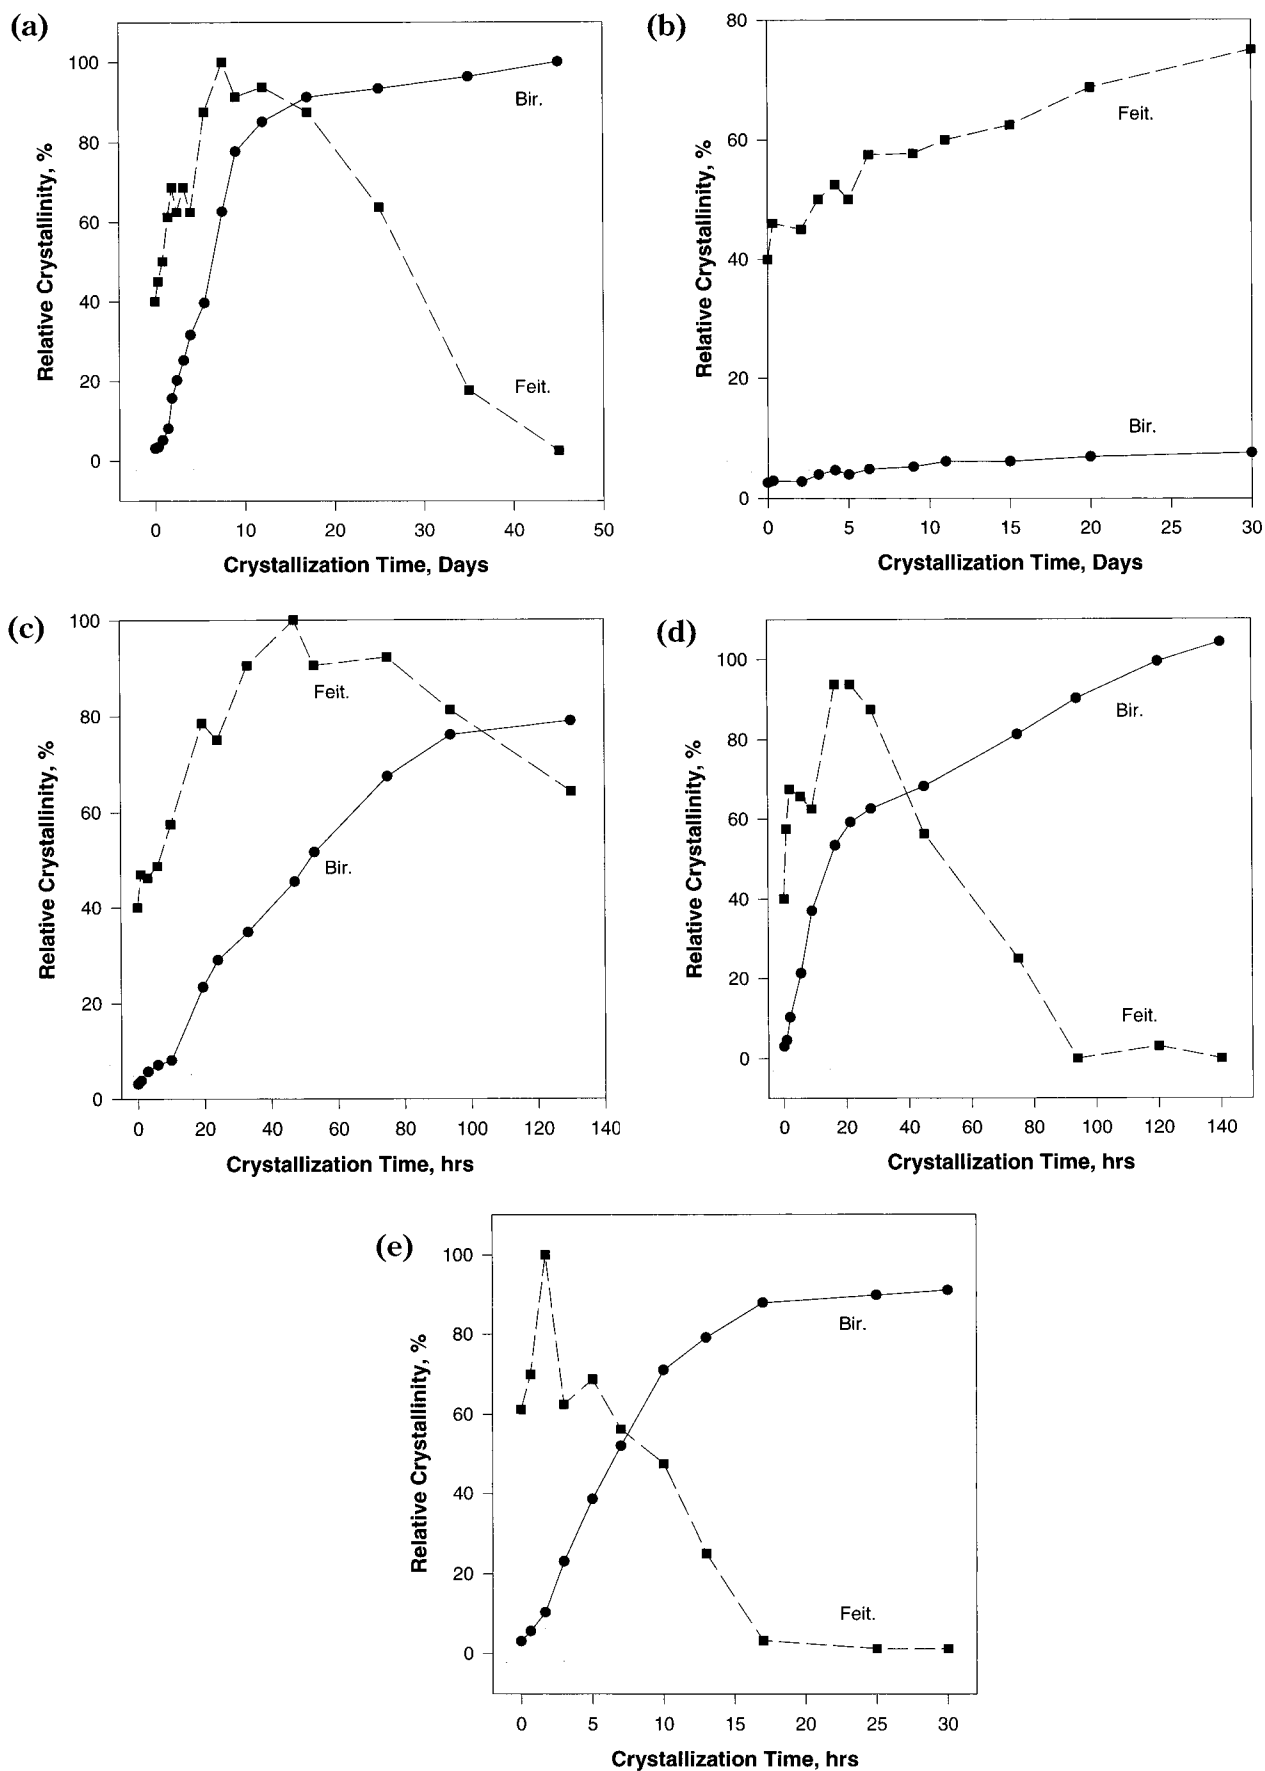 (a)
100
80
60
40
20
0
Relative Crystallinity, %
Bir.
Feit.
0 10 20 30 40 50
Crystallization Time, Days
(b)
80
60
40
20
0
Relative Crystallinity, %
Feit.
Bir.
0 5 10 15 20 25 30
Crystallization Time, Days
(c)
100
80
60
40
20
0
Relative Crystallinity, %
Feit.
Bir.
0 20 40 60 80 100 120 140
Crystallization Time, hrs
(d)
100
80
60
40
20
0
Relative Crystallinity, %
Bir.
Feit.
0 20 40 60 80 100 120 140
Crystallization Time, hrs
(e)
100
80
60
40
20
0
Relative Crystallinity, %
Bir.
Feit.
0 5 10 15 20 25 30
Crystallization Time, hrs